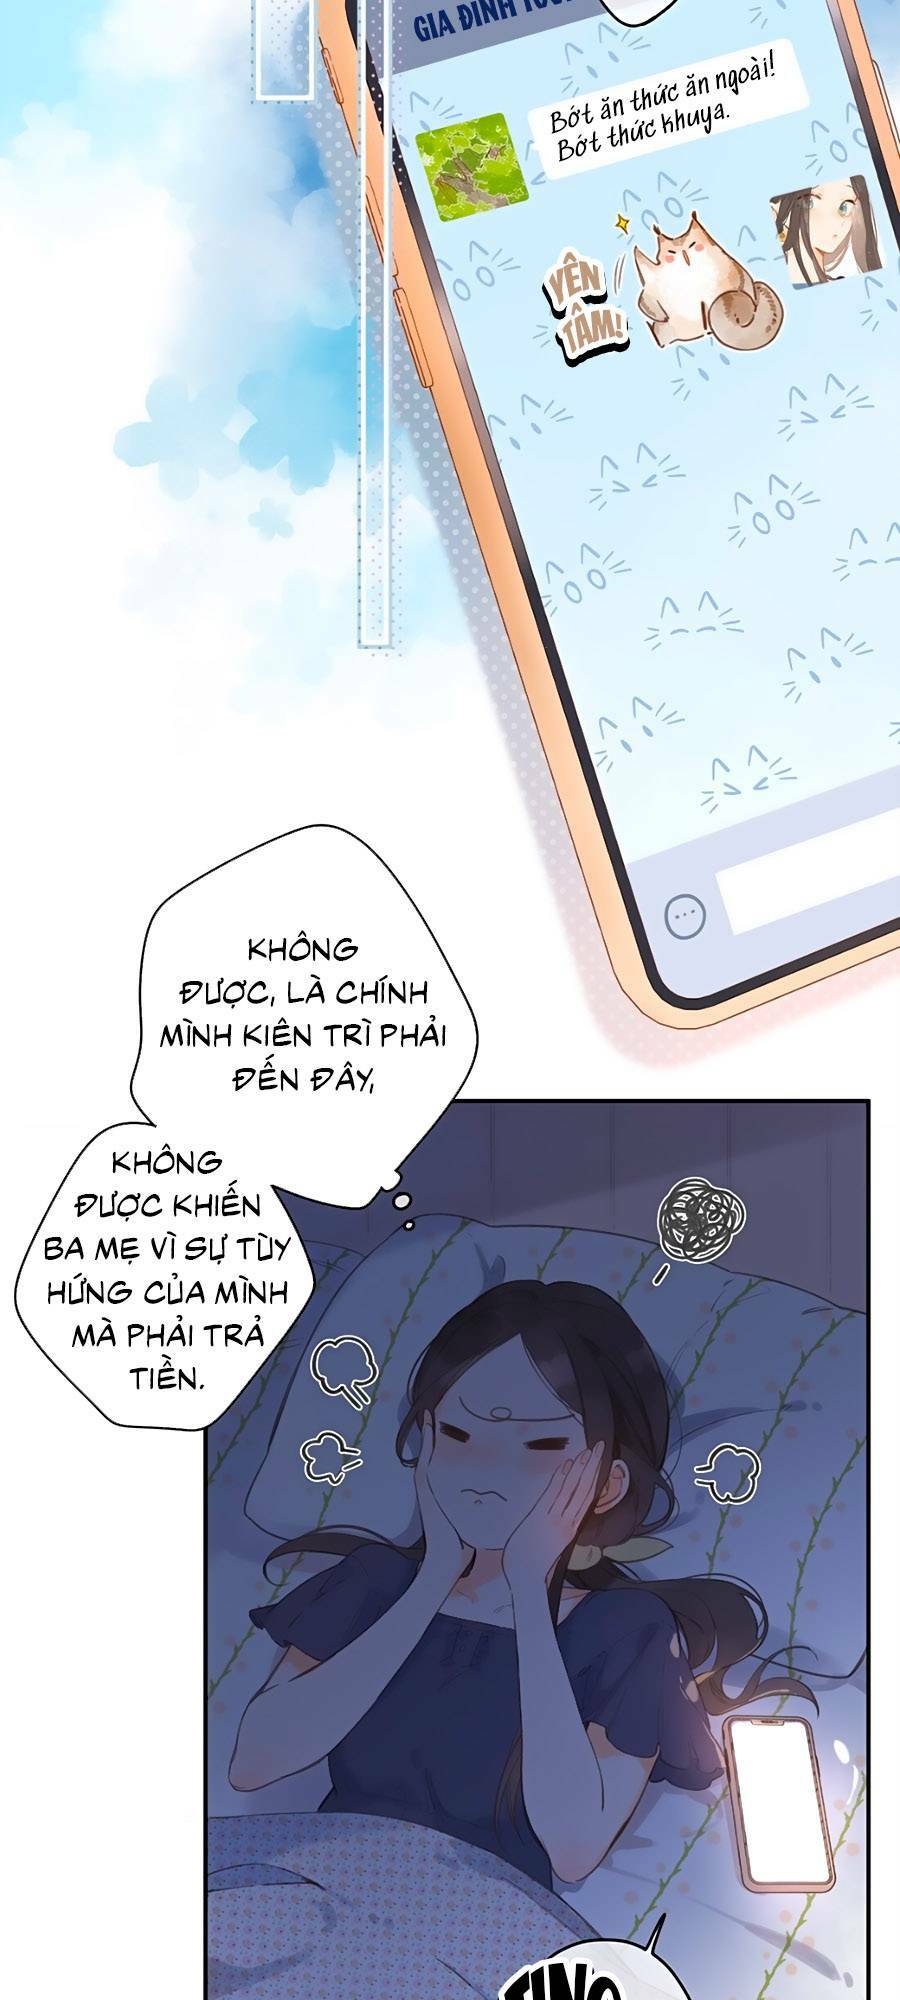 GIA ĐÌNH
Bớt ăn thức ăn ngoài!
Bớt thức khuya.
YÊN
TÂM!
KHÔNG
ĐƯỢC, LÀ CHÍNH
MÌNH KIÊN TRÌ PHẢI
ĐẾN ĐÂY,
KHÔNG
ĐƯỢC KHIẾN
BA MẸ VÌ SỰ TÙY
HỨNG CỦA MÌNH
MÀ PHẢI TRẢ
TIỀN.
TING